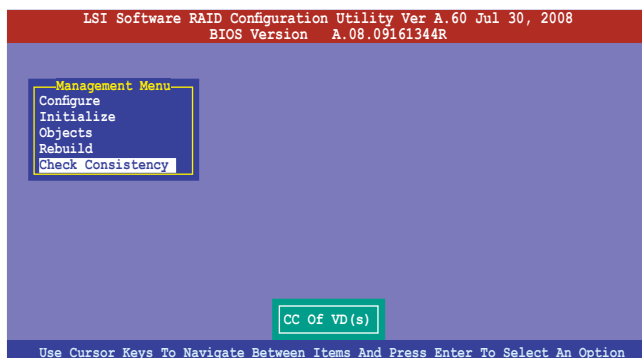 LSI Software RAID Configuration Utility Ver A.60 Jul 30, 2008
BIOS Version A.08.09161344R
Management Menu
Configure
Initialize
Objects
Rebuild
Check Consistency
CC Of VD(s)
Use Cursor Keys To Navigate Between Items And Press Enter To Select An Option